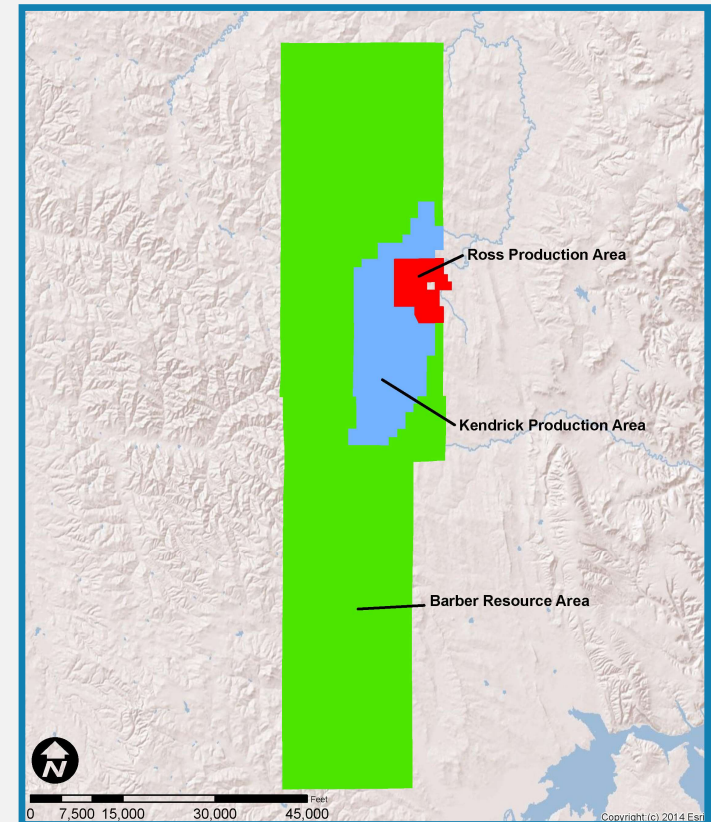 Ross Production Area
Kendrick Production Area
Barber Resource Area
N
Feet
0 7,500 15,000 30,000 45,000
Copyright:(c) 2014 Esri